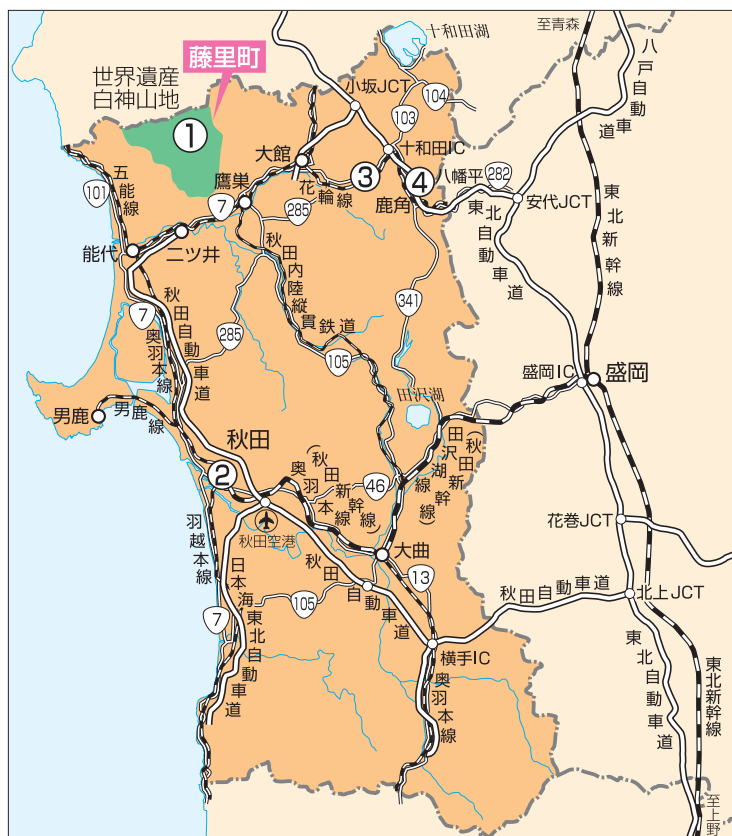 十和田湖
至青森
八戸自動車道
藤里町
世界遺産
白神山地
小坂JCT
104
103
①
大館
十和田IC
③
④
八幡平
282
五能線
101
鷹巣
花輪線
鹿角
安代JCT
東北自動車道
東北新幹線
7
285
能代
二ツ井
秋田内陸縦貫鉄道
341
7
秋田自動車道
奥羽本線
285
105
盛岡IC
盛岡
田沢湖
男鹿
男鹿線
秋田
田沢湖線
(秋田新幹線)
②
奥羽本線
(秋田新幹線)
46
花巻JCT
羽越本線
秋田空港
大曲
13
秋田自動車道
105
秋田自動車道
北上JCT
7
日本海東北自動車道
横手IC
奥羽本線
東北自動車道
東北新幹線
至上野